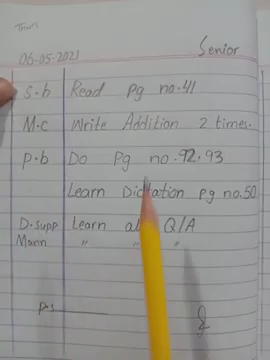 Thurs
06-05-2021 Senior
S.b Read pg no.41
M.c Write Addition 2 times.
P.b Do pg no.92,93
Learn Dictation pg no.50
D.supp Learn all Q/A
Mann " " "
p.s